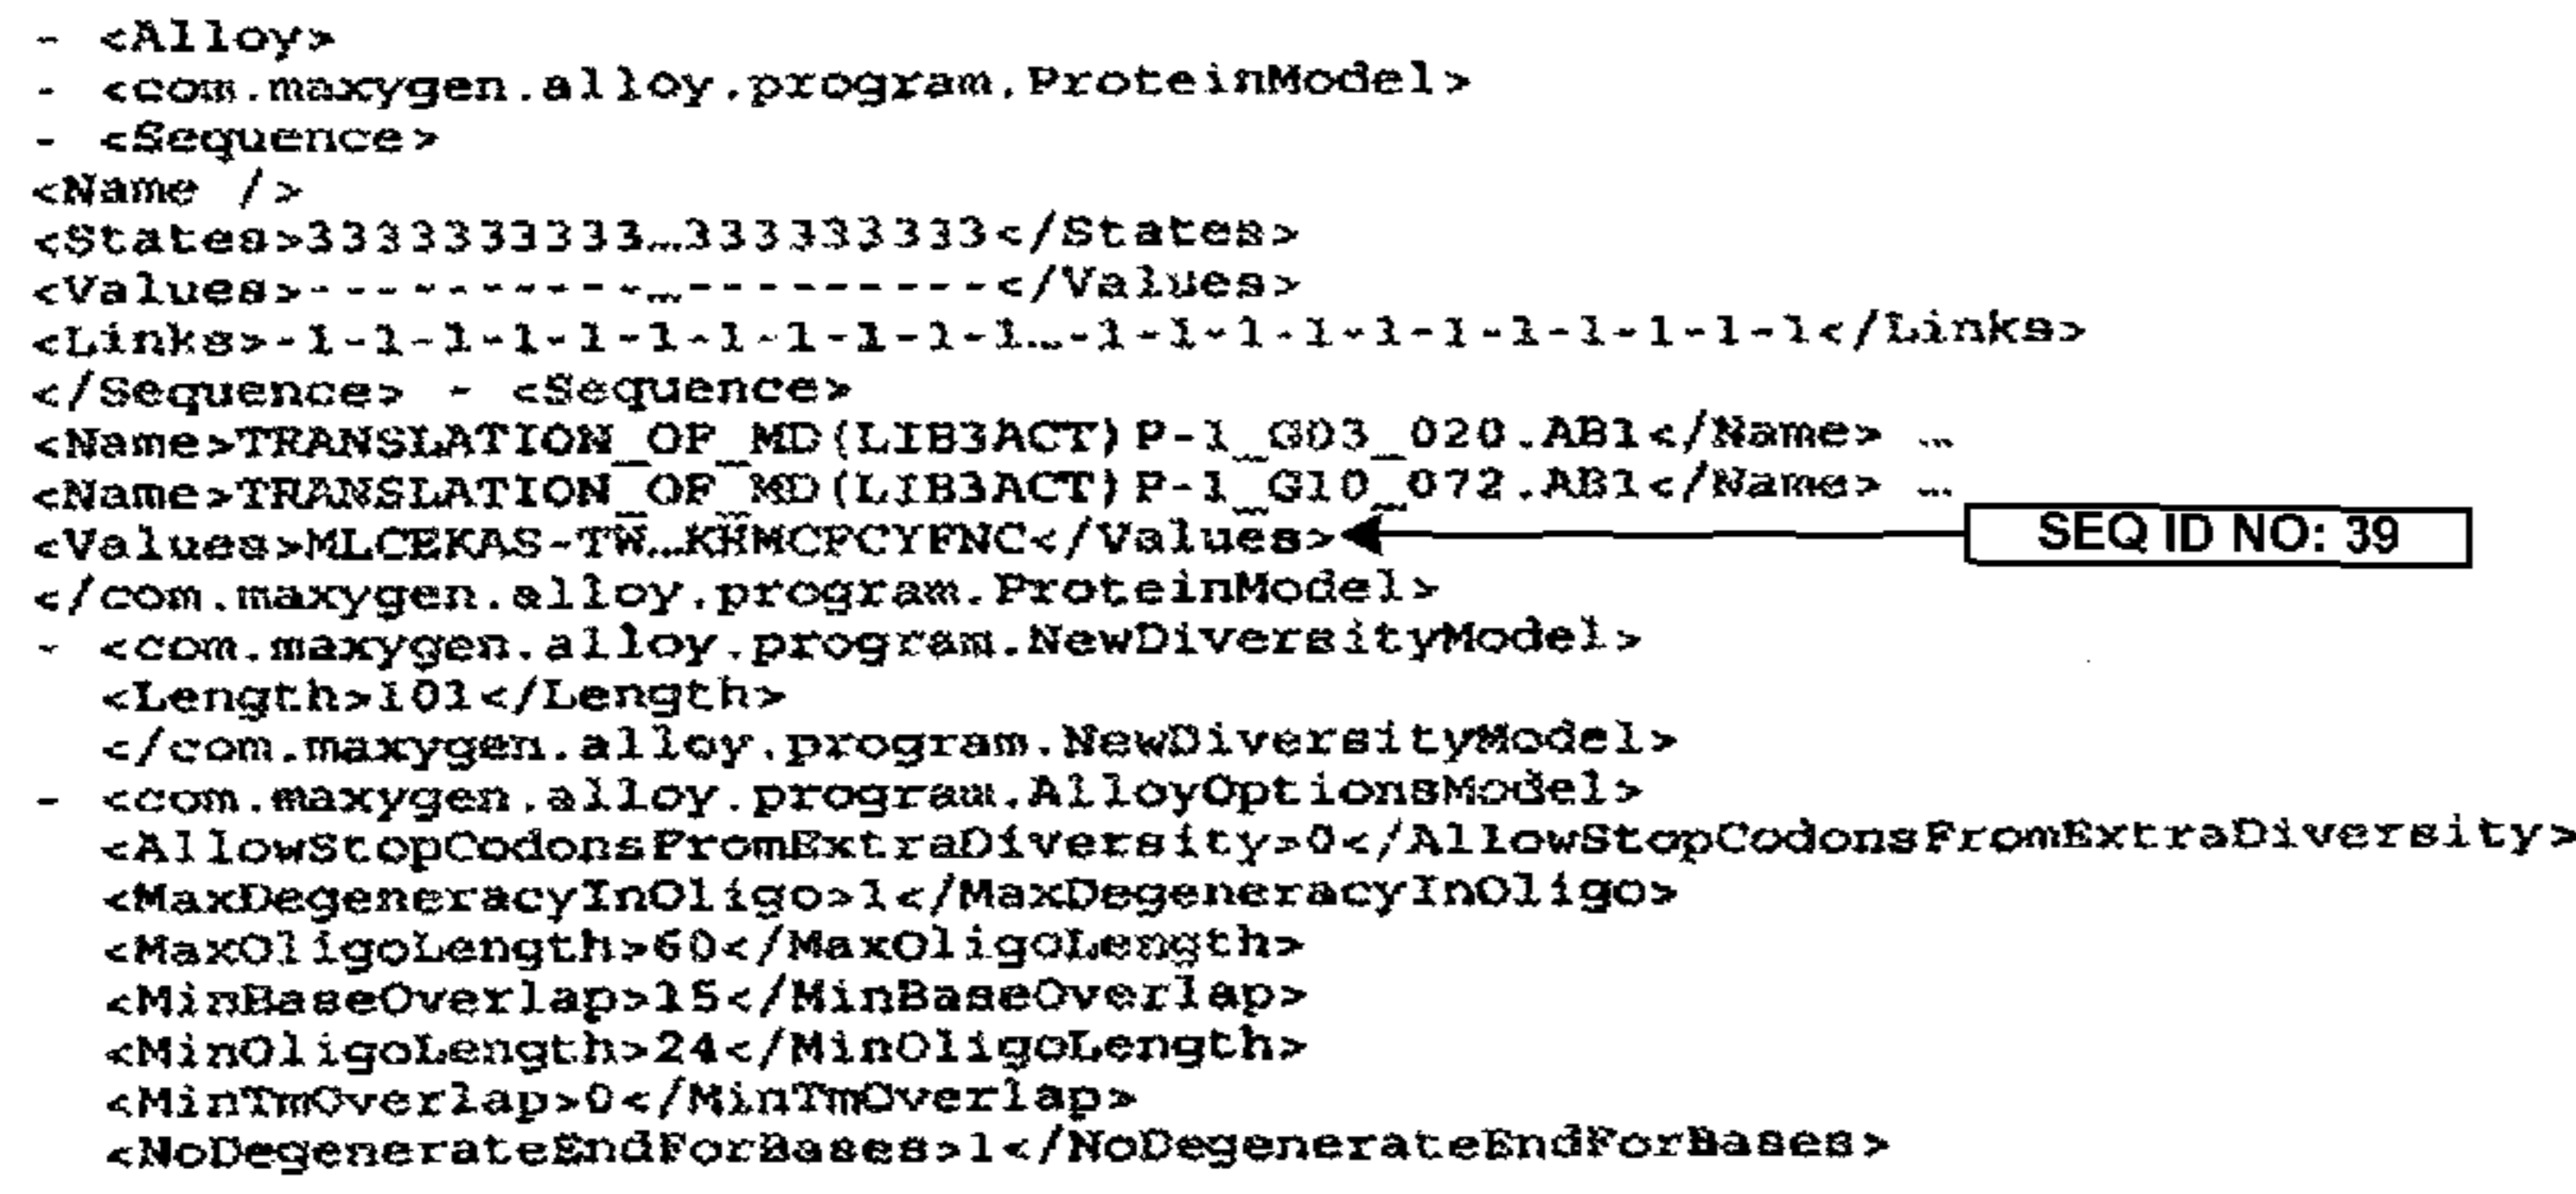 - <Alloy>
- <com.maxygen.alloy.program.ProteinModel>
- <Sequence>
<Name />
<States>3333333333…333333333</States>
<Values>----------…---------</Values>
<Links>-1-1-1-1-1-1-1-1-1-1-1…-1-1-1-1-1-1-1-1-1-1-1</Links>
</Sequence> - <Sequence>
<Name>TRANSLATION_OF_MD(LIB3ACT)P-1_G03_020.AB1</Name> …
<Name>TRANSLATION_OF_MD(LIB3ACT)P-1_G10_072.AB1</Name> …
<Values>MLCEKAS-TW…KHMCPCYFNC</Values> SEQ ID NO: 39
</com.maxygen.alloy.program.ProteinModel>
- <com.maxygen.alloy.program.NewDiversityModel>
<Length>101</Length>
</com.maxygen.alloy.program.NewDiversityModel>
- <com.maxygen.alloy.program.AlloyOptionsModel>
<AllowStopCodonsFromExtraDiversity>0</AllowStopCodonsFromExtraDiversity>
<MaxDegeneracyInOligo>1</MaxDegeneracyInOligo>
<MaxOligoLength>60</MaxOligoLength>
<MinBaseOverlap>15</MinBaseOverlap>
<MinOligoLength>24</MinOligoLength>
<MinTmOverlap>0</MinTmOverlap>
<NoDegenerateEndForBases>1</NoDegenerateEndForBases>